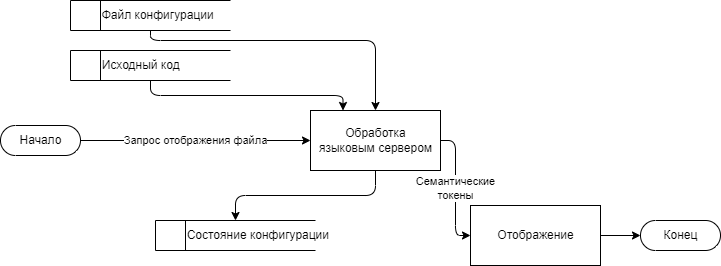 Файл конфигурации
Исходный код
Начало
Запрос отображения файла
Обработка
языковым сервером
Семантические
токены
Состояние конфигурации
Отображение
Конец